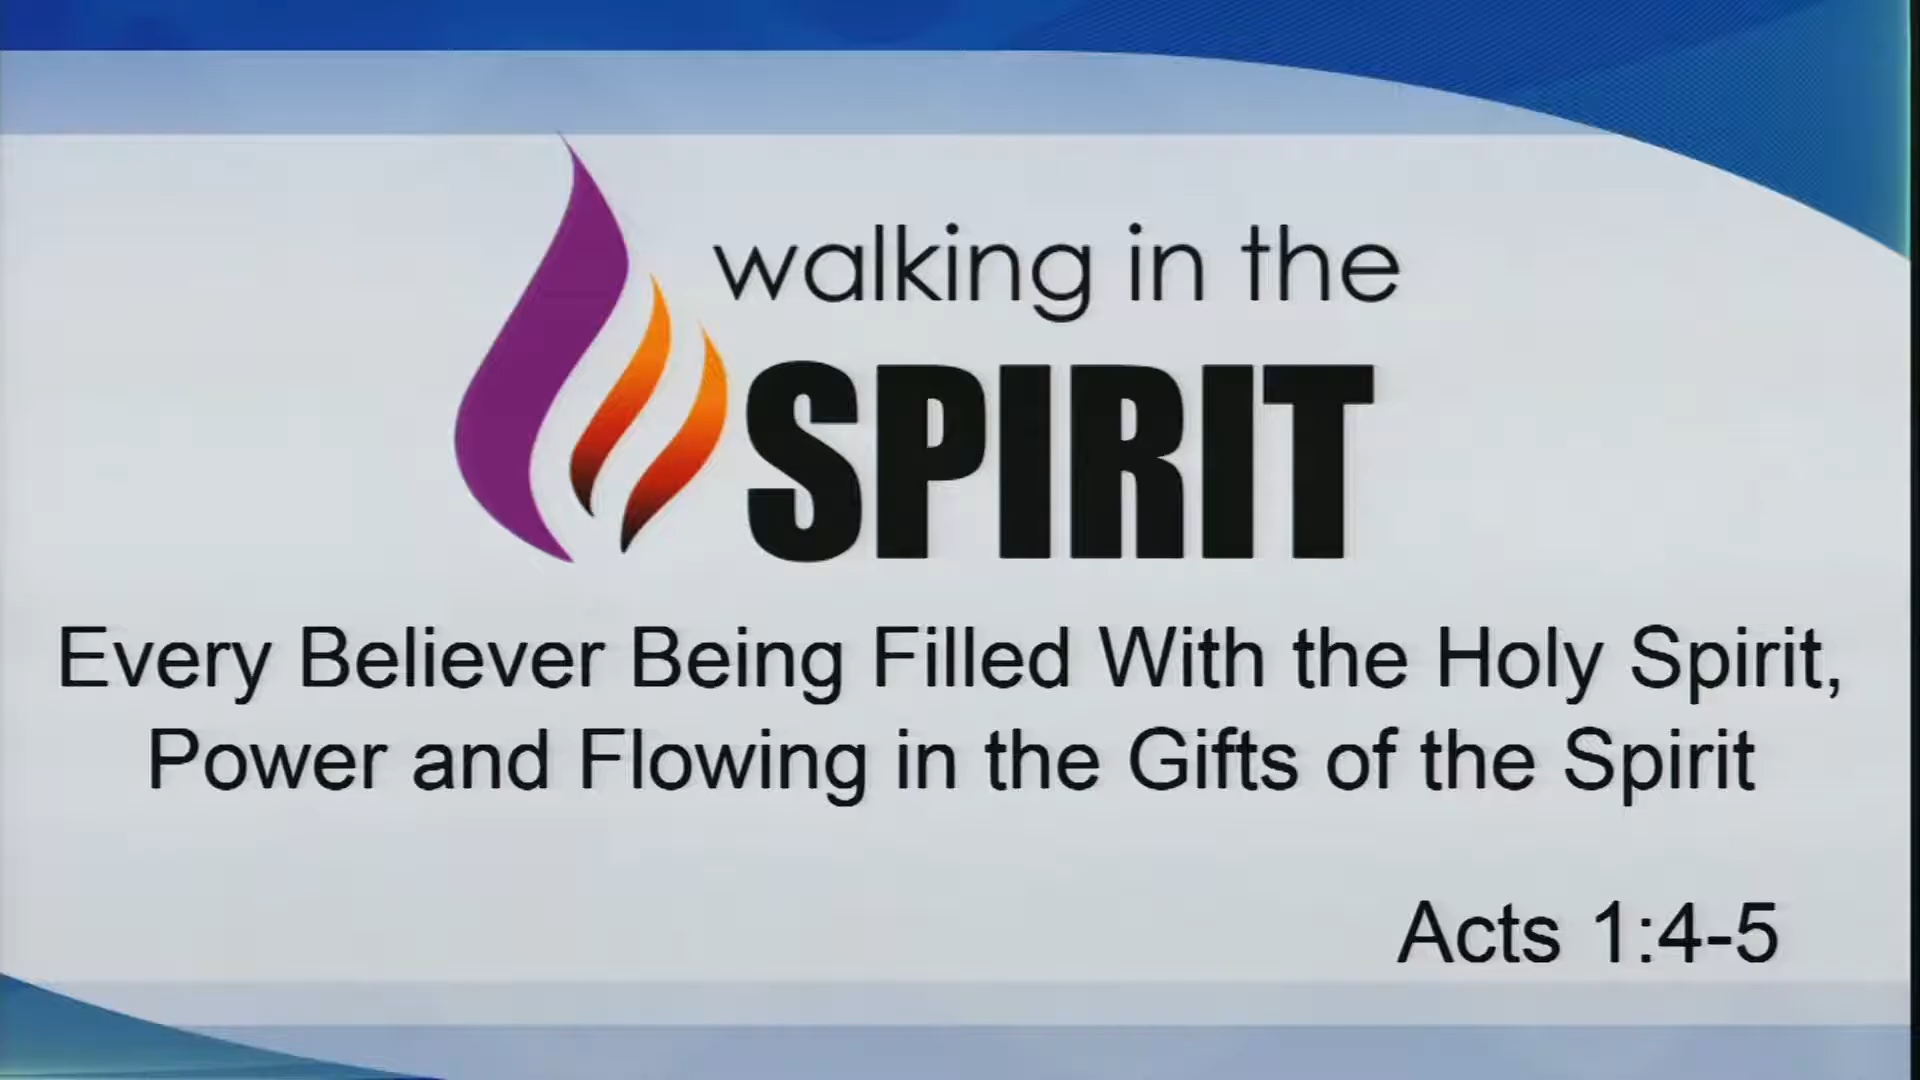 walking in the
SPIRIT
Every Believer Being Filled With the Holy Spirit,
Power and Flowing in the Gifts of the Spirit
Acts 1:4-5